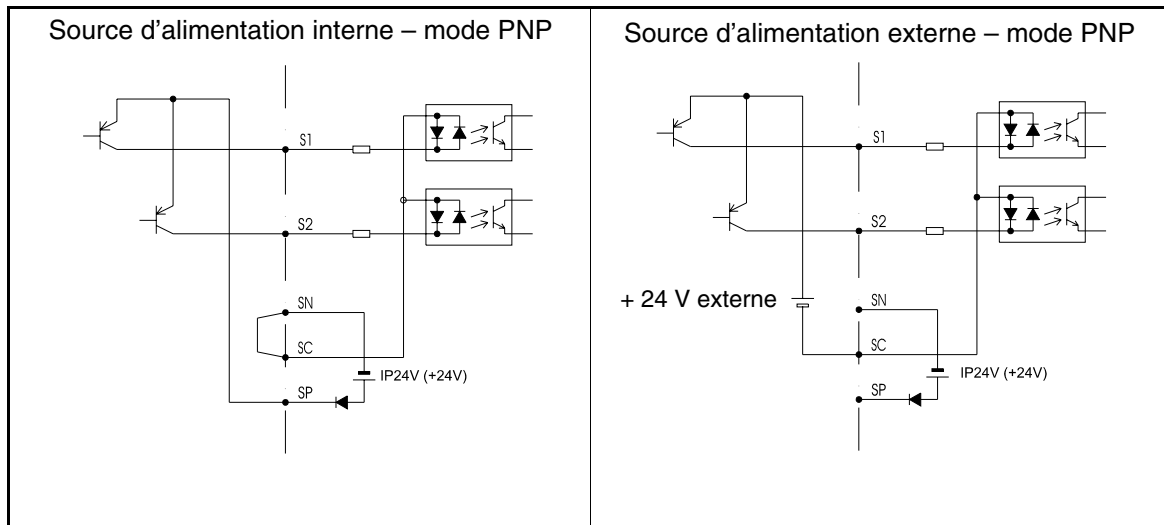 Source d'alimentation interne – mode PNP
S1
S2
SN
SC
IP24V (+24V)
SP
Source d'alimentation externe – mode PNP
S1
S2
+ 24 V externe
SN
SC
IP24V (+24V)
SP